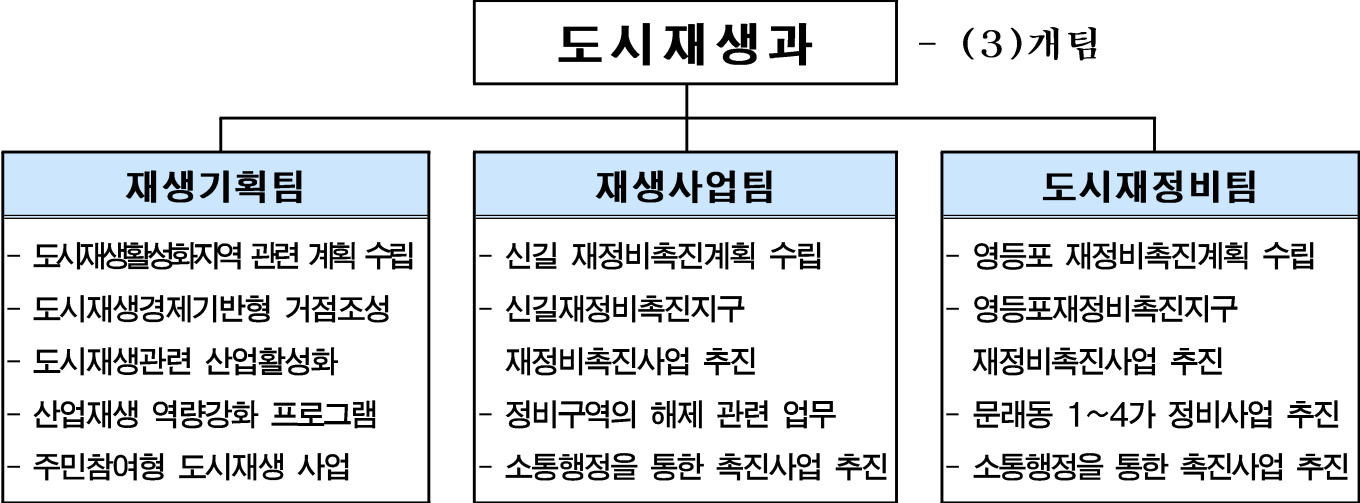 도시재생과
- (3)개팀
재생기획팀
- 도시재생활성화지역 관련 계획 수립
- 도시재생경제기반형 거점조성
- 도시재생관련 산업활성화
- 산업재생 역량강화 프로그램
- 주민참여형 도시재생 사업
재생사업팀
- 신길 재정비촉진계획 수립
- 신길재정비촉진지구
재정비촉진사업 추진
- 정비구역의 해제 관련 업무
- 소통행정을 통한 촉진사업 추진
도시재정비팀
- 영등포 재정비촉진계획 수립
- 영등포재정비촉진지구
재정비촉진사업 추진
- 문래동 1~4가 정비사업 추진
- 소통행정을 통한 촉진사업 추진